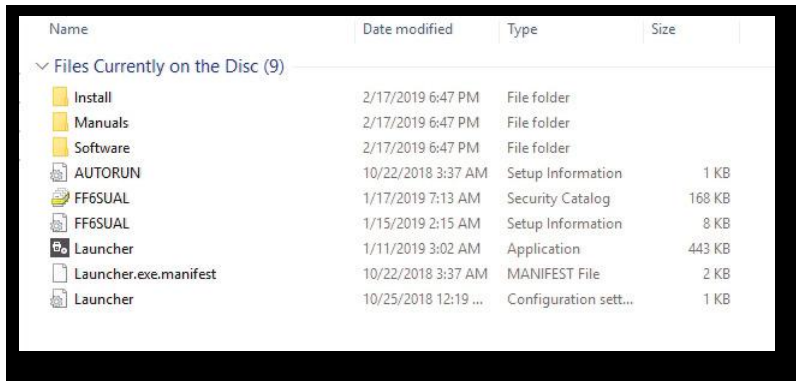 Name Date modified Type Size
Files Currently on the Disc (9)
Install 2/17/2019 6:47 PM File folder
Manuals 2/17/2019 6:47 PM File folder
Software 2/17/2019 6:47 PM File folder
AUTORUN 10/22/2018 3:37 AM Setup Information 1 KB
FF6SUAL 1/17/2019 7:13 AM Security Catalog 168 KB
FF6SUAL 1/15/2019 2:15 AM Setup Information 8 KB
Launcher 1/11/2019 3:02 AM Application 443 KB
Launcher.exe.manifest 10/22/2018 3:37 AM MANIFEST File 2 KB
Launcher 10/25/2018 12:19 ... Configuration sett... 1 KB